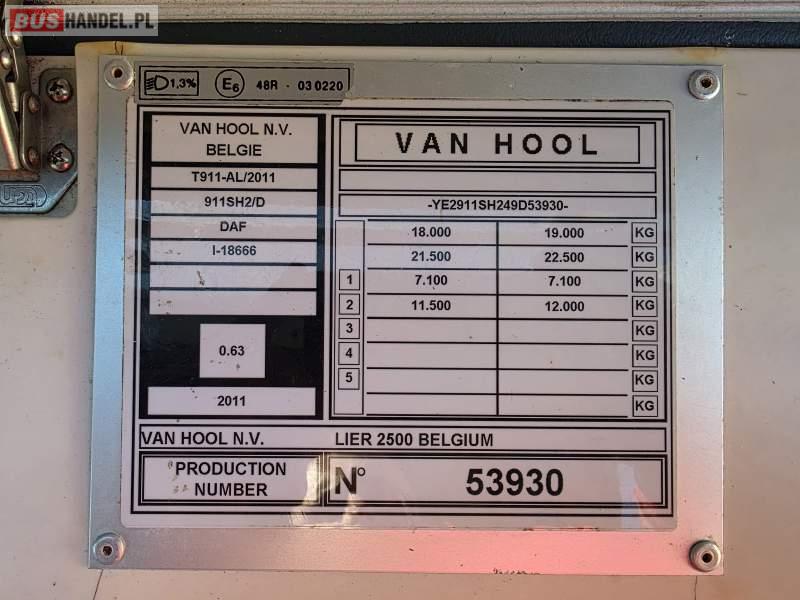 BUSHANDEL.PL
1,3% E6 48R - 03 0220
VAN HOOL N.V.
BELGIE
T911-AL/2011
911SH2/D
DAF
I-18666
0.63
2011
VAN HOOL
-YE2911SH249D53930-
18.000 19.000 KG
21.500 22.500 KG
1 7.100 7.100 KG
2 11.500 12.000 KG
3 KG
4 KG
5 KG
KG
VAN HOOL N.V. LIER 2500 BELGIUM
PRODUCTION
NUMBER
N° 53930